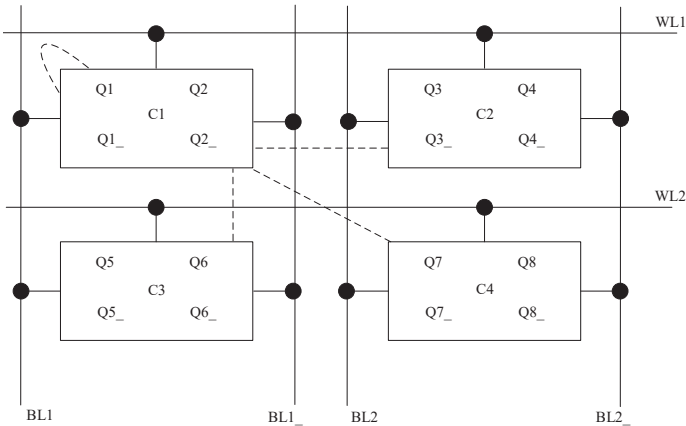 WL1
Q1 Q2
C1
Q1_ Q2_
Q3 Q4
C2
Q3_ Q4_
WL2
Q5 Q6
C3
Q5_ Q6_
Q7 Q8
C4
Q7_ Q8_
BL1
BL1_
BL2
BL2_